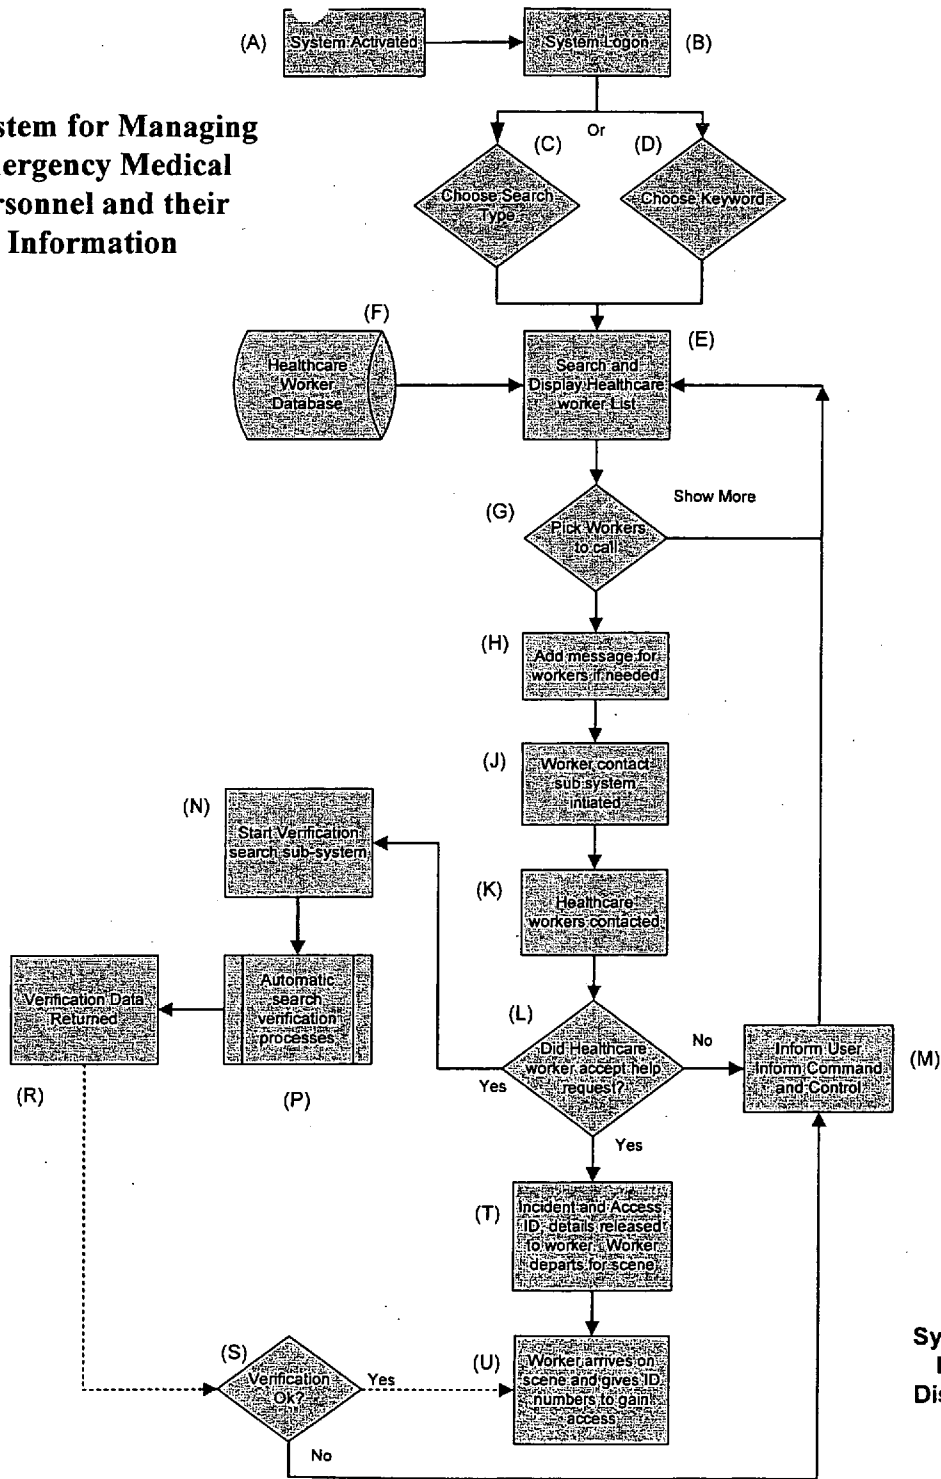 (A)
System Activated
System Logon
(B)
stem for Managing
ergency Medical
rsonnel and their
Information
Or
(C)
(D)
Choose Search
Type
Choose Keyword
(F)
(E)
Healthcare
Worker
Database
Search and
Display Healthcare
worker List
Show More
(G)
Pick Workers
to call
(H)
Add message for
workers if needed
(J)
Worker contact
sub system
intiated
(N)
Start Verification
search sub-system
(K)
Healthcare
workers contacted
Verification Data
Returned
Automatic
search
verification
processes
(R)
(P)
(L)
Did Healthcare
worker accept help
request?
No
Yes
Inform User
Inform Command
and Control
(M)
Yes
(T)
Incident and Access
ID, details released
to worker. Worker
departs for scene
(S)
Verification
Ok?
Yes
(U)
Worker arrives on
scene and gives ID
numbers to gain
access
No
Sy
Dis